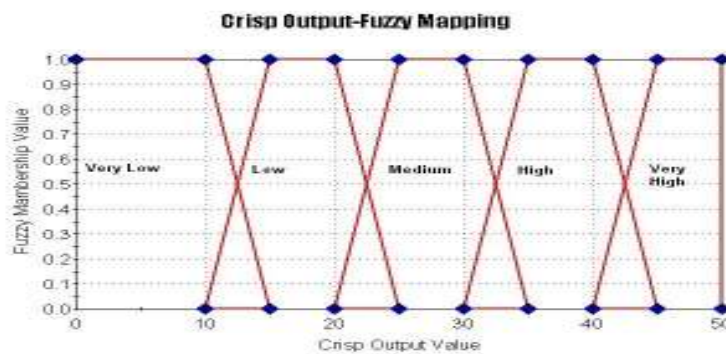 Crisp Output-Fuzzy Mapping
Fuzzy Mambership Value
1.0
0.9
0.8
0.7
0.6
0.5
0.4
0.3
0.2
0.1
0.0
Very Low
Low
Medium
High
Very
High
0 10 20 30 40 50
Crisp Output Value